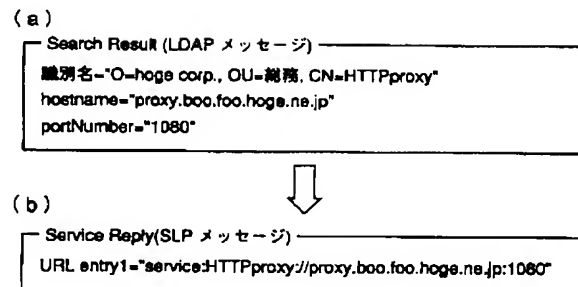 (a)
Search Result (LDAP メッセージ)
識別名="O=hoge corp., OU=総務, CN=HTTPproxy"
hostname="proxy.boo.foo.hoge.ne.jp"
portNumber="1080"
(b)
Service Reply(SLP メッセージ)
URL entry1="service:HTTPproxy://proxy.boo.foo.hoge.ne.jp:1080"